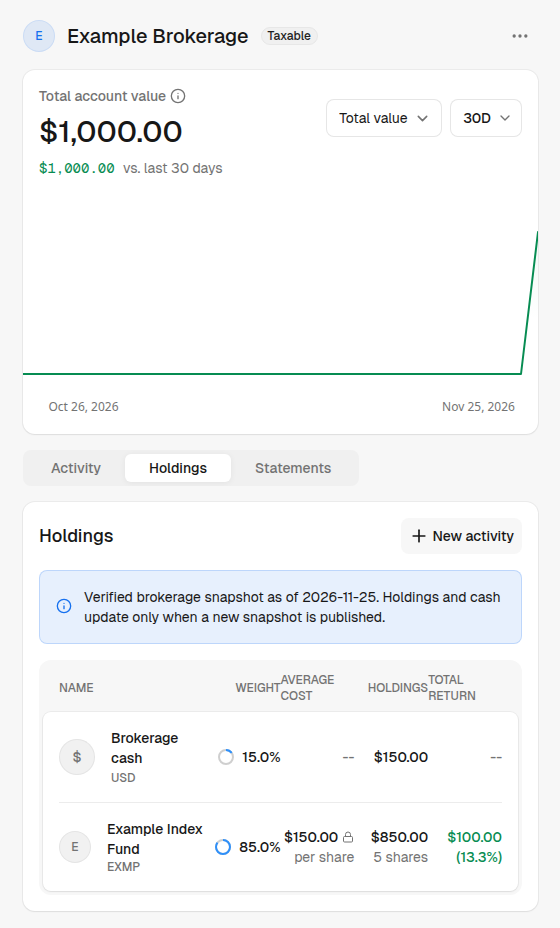 E Example Brokerage Taxable
Total account value
Total value
30D
$1,000.00
$1,000.00 vs. last 30 days
Oct 26, 2026 Nov 25, 2026
Activity Holdings Statements
Holdings
New activity
Verified brokerage snapshot as of 2026-11-25. Holdings and cash
update only when a new snapshot is published.
NAME WEIGHT AVERAGE COST HOLDINGS TOTAL RETURN
$ Brokerage cash USD 15.0% -- $150.00 --
E Example Index Fund EXMP 85.0% $150.00 per share $850.00 5 shares $100.00 (13.3%)